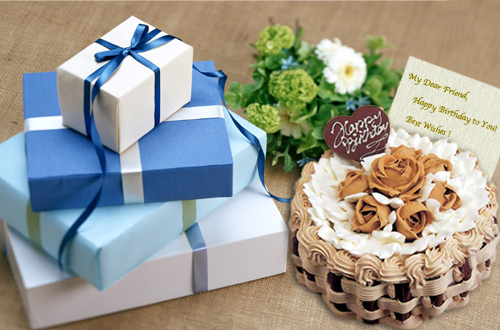 Happy
Birthday
My Dear Friend,
Happy Birthday to You
Best Wishes !